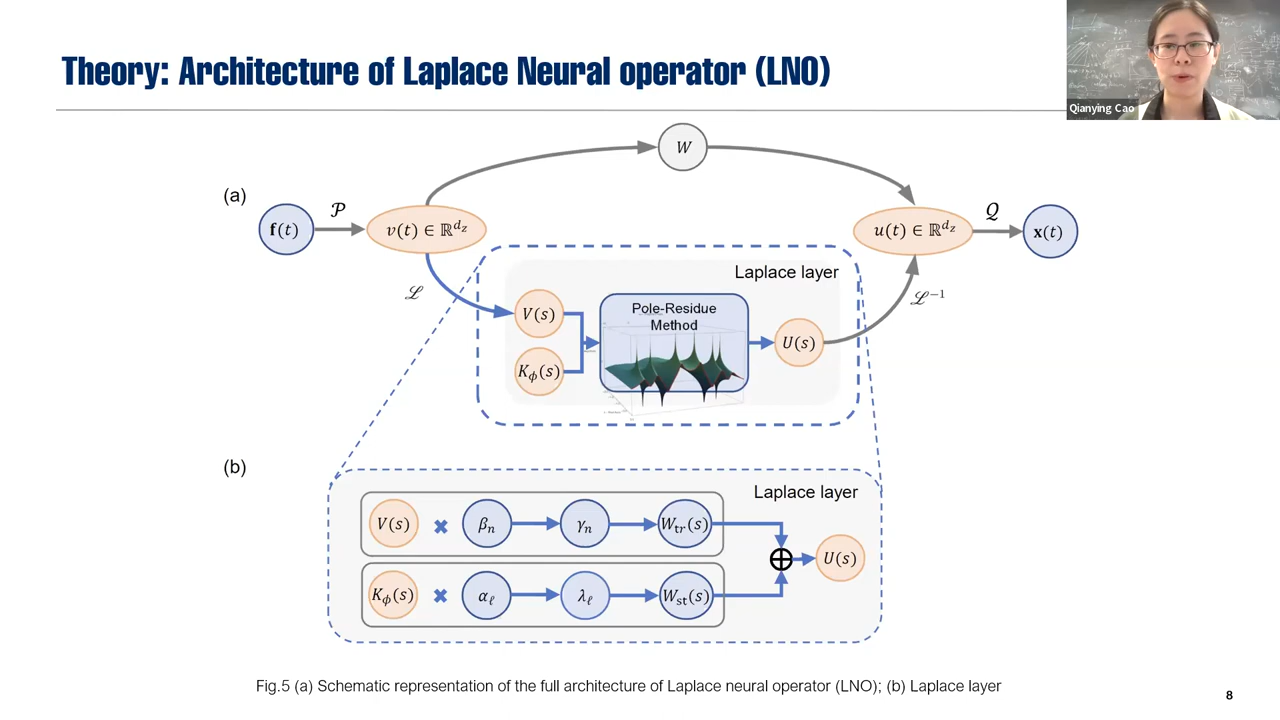 Theory: Architecture of Laplace Neural operator (LNO)
Qianying Cao
W
(a)
f(t)
𝒫
v(t) ∈ ℝ^{d_z}
u(t) ∈ ℝ^{d_z}
𝒬
x(t)
Laplace layer
ℒ
ℒ⁻¹
V(s)
Pole-Residue
Method
K_ϕ(s)
U(s)
(b)
Laplace layer
V(s) × β_n γ_n W_tr(s)
⊕ U(s)
K_ϕ(s) × α_ℓ λ_ℓ W_st(s)
Fig.5 (a) Schematic representation of the full architecture of Laplace neural operator (LNO); (b) Laplace layer
8